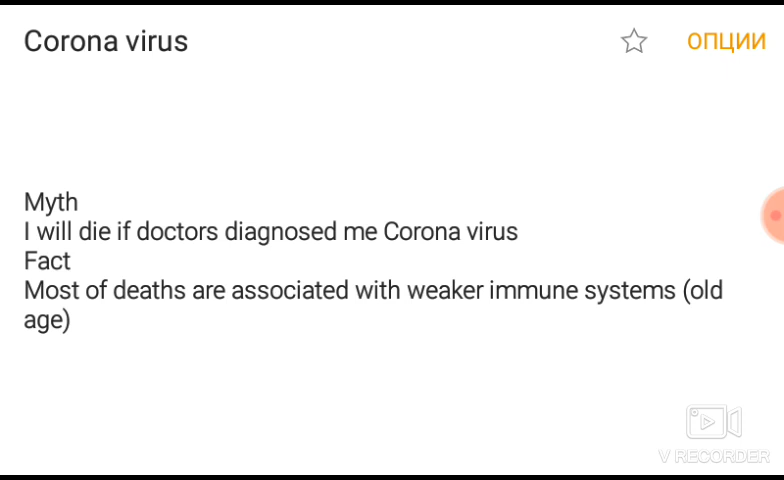 Corona virus
ОПЦИИ
Myth
I will die if doctors diagnosed me Corona virus
Fact
Most of deaths are associated with weaker immune systems (old
age)
V RECORDER